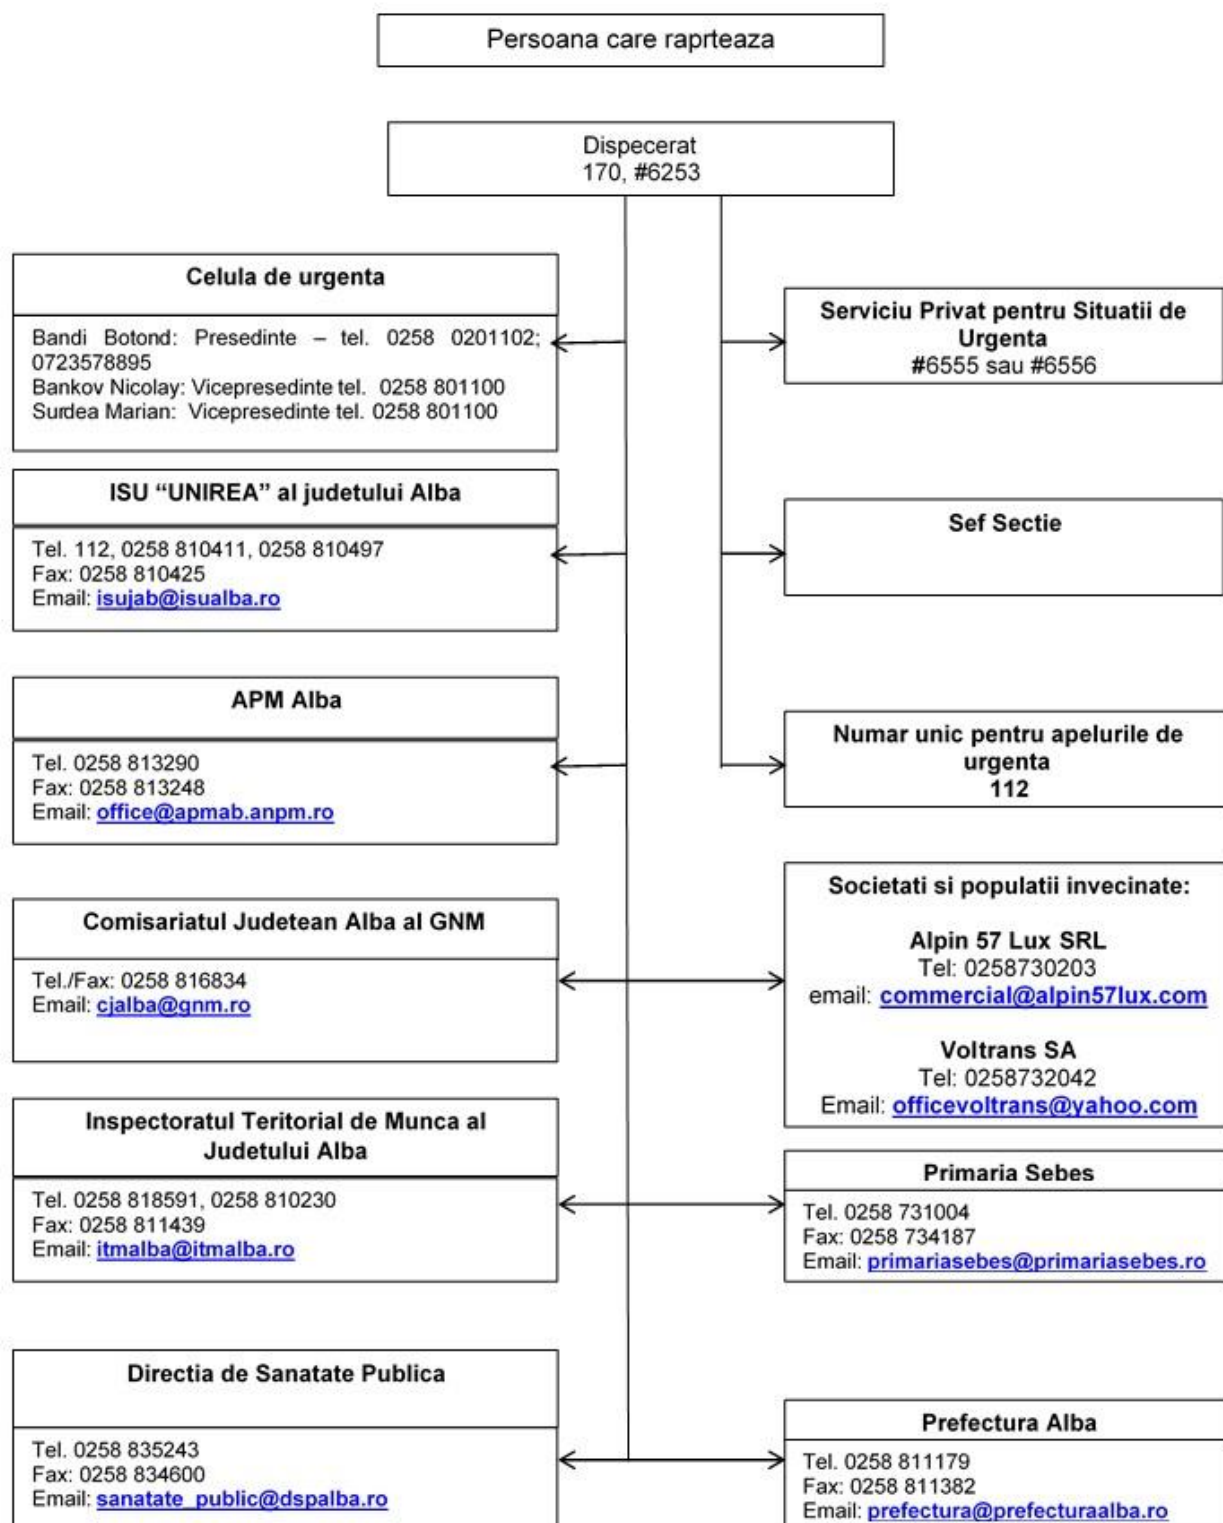 Persoana care raprteaza
Dispecerat
170, #6253
Celula de urgenta
Bandi Botond: Presedinte – tel. 0258 0201102;
0723578895
Bankov Nicolay: Vicepresedinte tel. 0258 801100
Surdea Marian: Vicepresedinte tel. 0258 801100
Serviciu Privat pentru Situatii de
Urgenta
#6555 sau #6556
ISU “UNIREA” al judetului Alba
Tel. 112, 0258 810411, 0258 810497
Fax: 0258 810425
Email: isujab@isualba.ro
Sef Sectie
APM Alba
Tel. 0258 813290
Fax: 0258 813248
Email: office@apmab.anpm.ro
Numar unic pentru apelurile de
urgenta
112
Comisariatul Judetean Alba al GNM
Tel./Fax: 0258 816834
Email: cjalba@gnm.ro
Societati si populatii invecinate:
Alpin 57 Lux SRL
Tel: 0258730203
email: commercial@alpin57lux.com
Voltrans SA
Tel: 0258732042
Email: officevoltrans@yahoo.com
Inspectoratul Teritorial de Munca al
Judetului Alba
Tel. 0258 818591, 0258 810230
Fax: 0258 811439
Email: itmalba@itmalba.ro
Primaria Sebes
Tel. 0258 731004
Fax: 0258 734187
Email: primariasebes@primariasebes.ro
Directia de Sanatate Publica
Tel. 0258 835243
Fax: 0258 834600
Email: sanatate_public@dspalba.ro
Prefectura Alba
Tel. 0258 811179
Fax: 0258 811382
Email: prefectura@prefecturaalba.ro